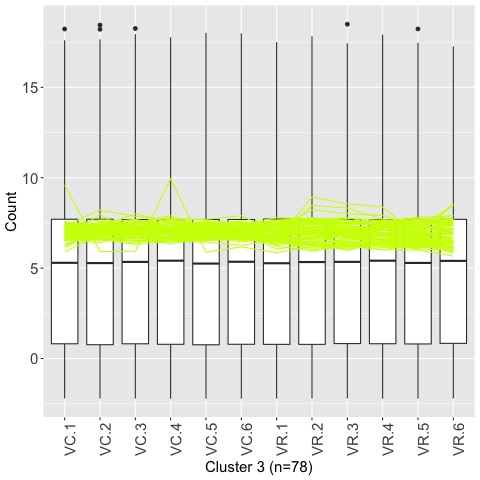 15
10
5
0
Count
VC.1
VC.2
VC.3
VC.4
VC.5
VC.6
VR.1
VR.2
VR.3
VR.4
VR.5
VR.6
Cluster 3 (n=78)